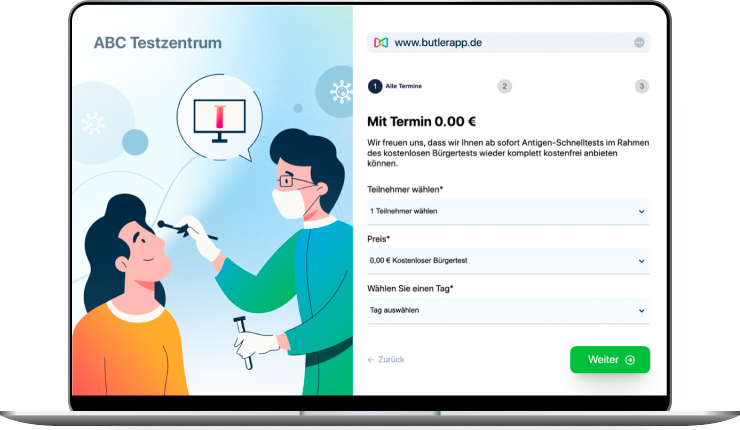 ABC Testzentrum
www.butlerapp.de
1 Alle Termine
2
3
Mit Termin 0.00 €
Wir freuen uns, dass wir Ihnen ab sofort Antigen-Schnelltests im Rahmen
des kostenlosen Bürgertests wieder komplett kostenfrei anbieten
können.
Teilnehmer wählen*
1 Teilnehmer wählen
Preis*
0,00 € Kostenloser Bürgertest
Wählen Sie einen Tag*
Tag auswählen
← Zurück
Weiter